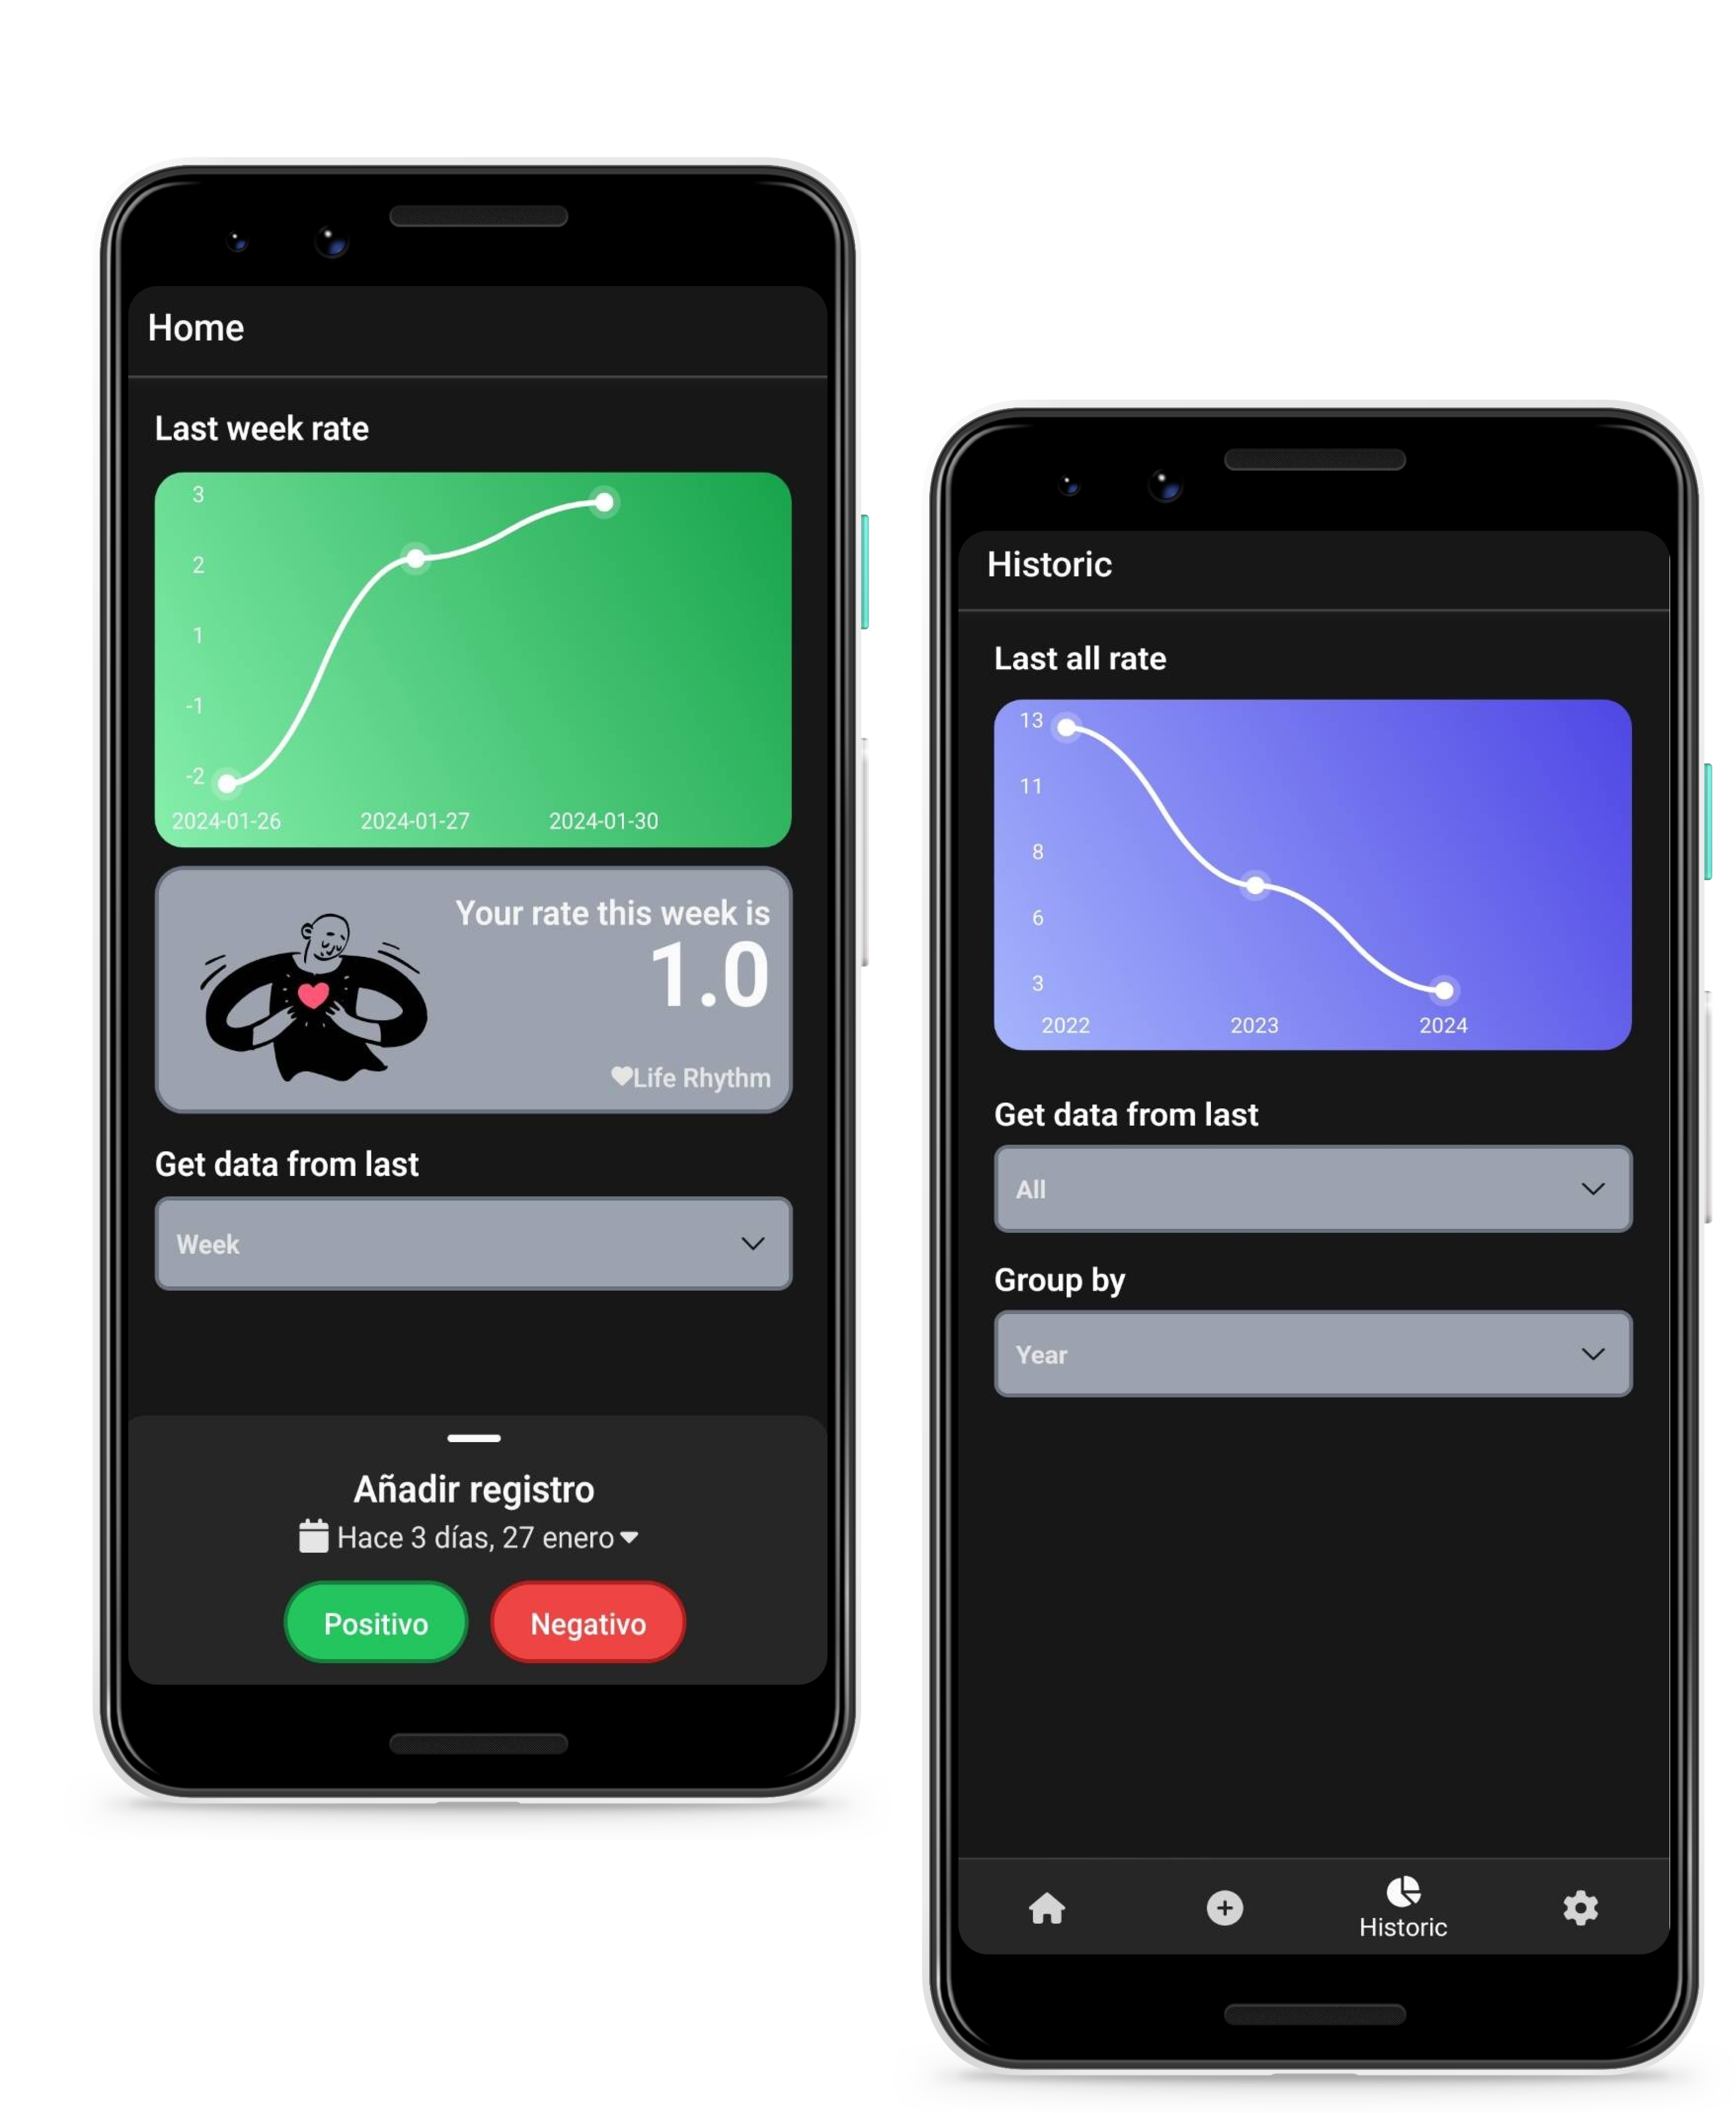 Home
Last week rate
3
2
1
-1
-2
2024-01-26 2024-01-27 2024-01-30
Your rate this week is
1.0
Life Rhythm
Get data from last
Week
Añadir registro
Hace 3 días, 27 enero
Positivo Negativo
Historic
Last all rate
13
11
8
6
3
2022 2023 2024
Get data from last
All
Group by
Year
Historic